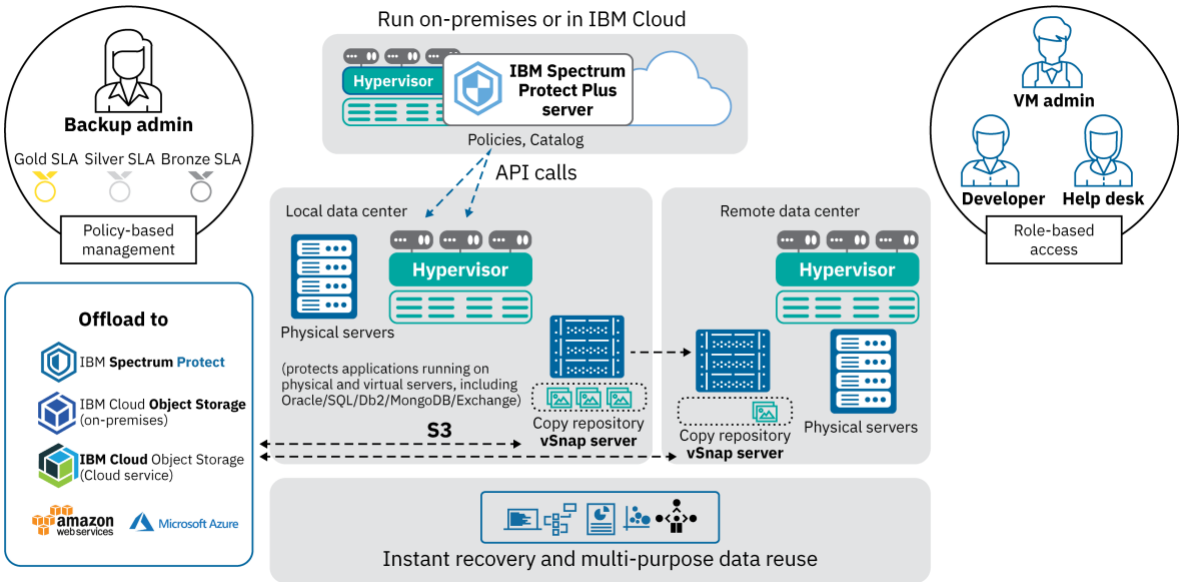 Run on-premises or in IBM Cloud
Hypervisor
IBM Spectrum
Protect Plus
server
Policies, Catalog
API calls
Backup admin
Gold SLA Silver SLA Bronze SLA
Policy-based
management
VM admin
Developer Help desk
Role-based
access
Local data center
Hypervisor
Physical servers
(protects applications running on
physical and virtual servers, including
Oracle/SQL/Db2/MongoDB/Exchange)
Copy repository
vSnap server
S3
Remote data center
Hypervisor
Copy repository
vSnap server
Physical servers
Offload to
IBM Spectrum Protect
IBM Cloud Object Storage
(on-premises)
IBM Cloud Object Storage
(Cloud service)
amazon
webservices
Microsoft Azure
Instant recovery and multi-purpose data reuse